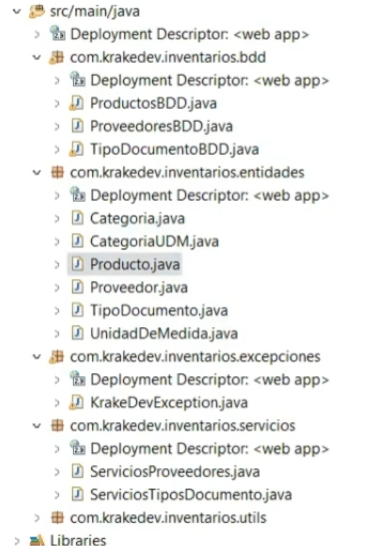 src/main/java
Deployment Descriptor: <web app>
com.krakedev.inventarios.bdd
Deployment Descriptor: <web app>
ProductosBDD.java
ProveedoresBDD.java
TipoDocumentoBDD.java
com.krakedev.inventarios.entidades
Deployment Descriptor: <web app>
Categoria.java
CategoriaUDM.java
Producto.java
Proveedor.java
TipoDocumento.java
UnidadDeMedida.java
com.krakedev.inventarios.excepciones
Deployment Descriptor: <web app>
KrakeDevException.java
com.krakedev.inventarios.servicios
Deployment Descriptor: <web app>
ServiciosProveedores.java
ServiciosTiposDocumento.java
com.krakedev.inventarios.utils
Libraries